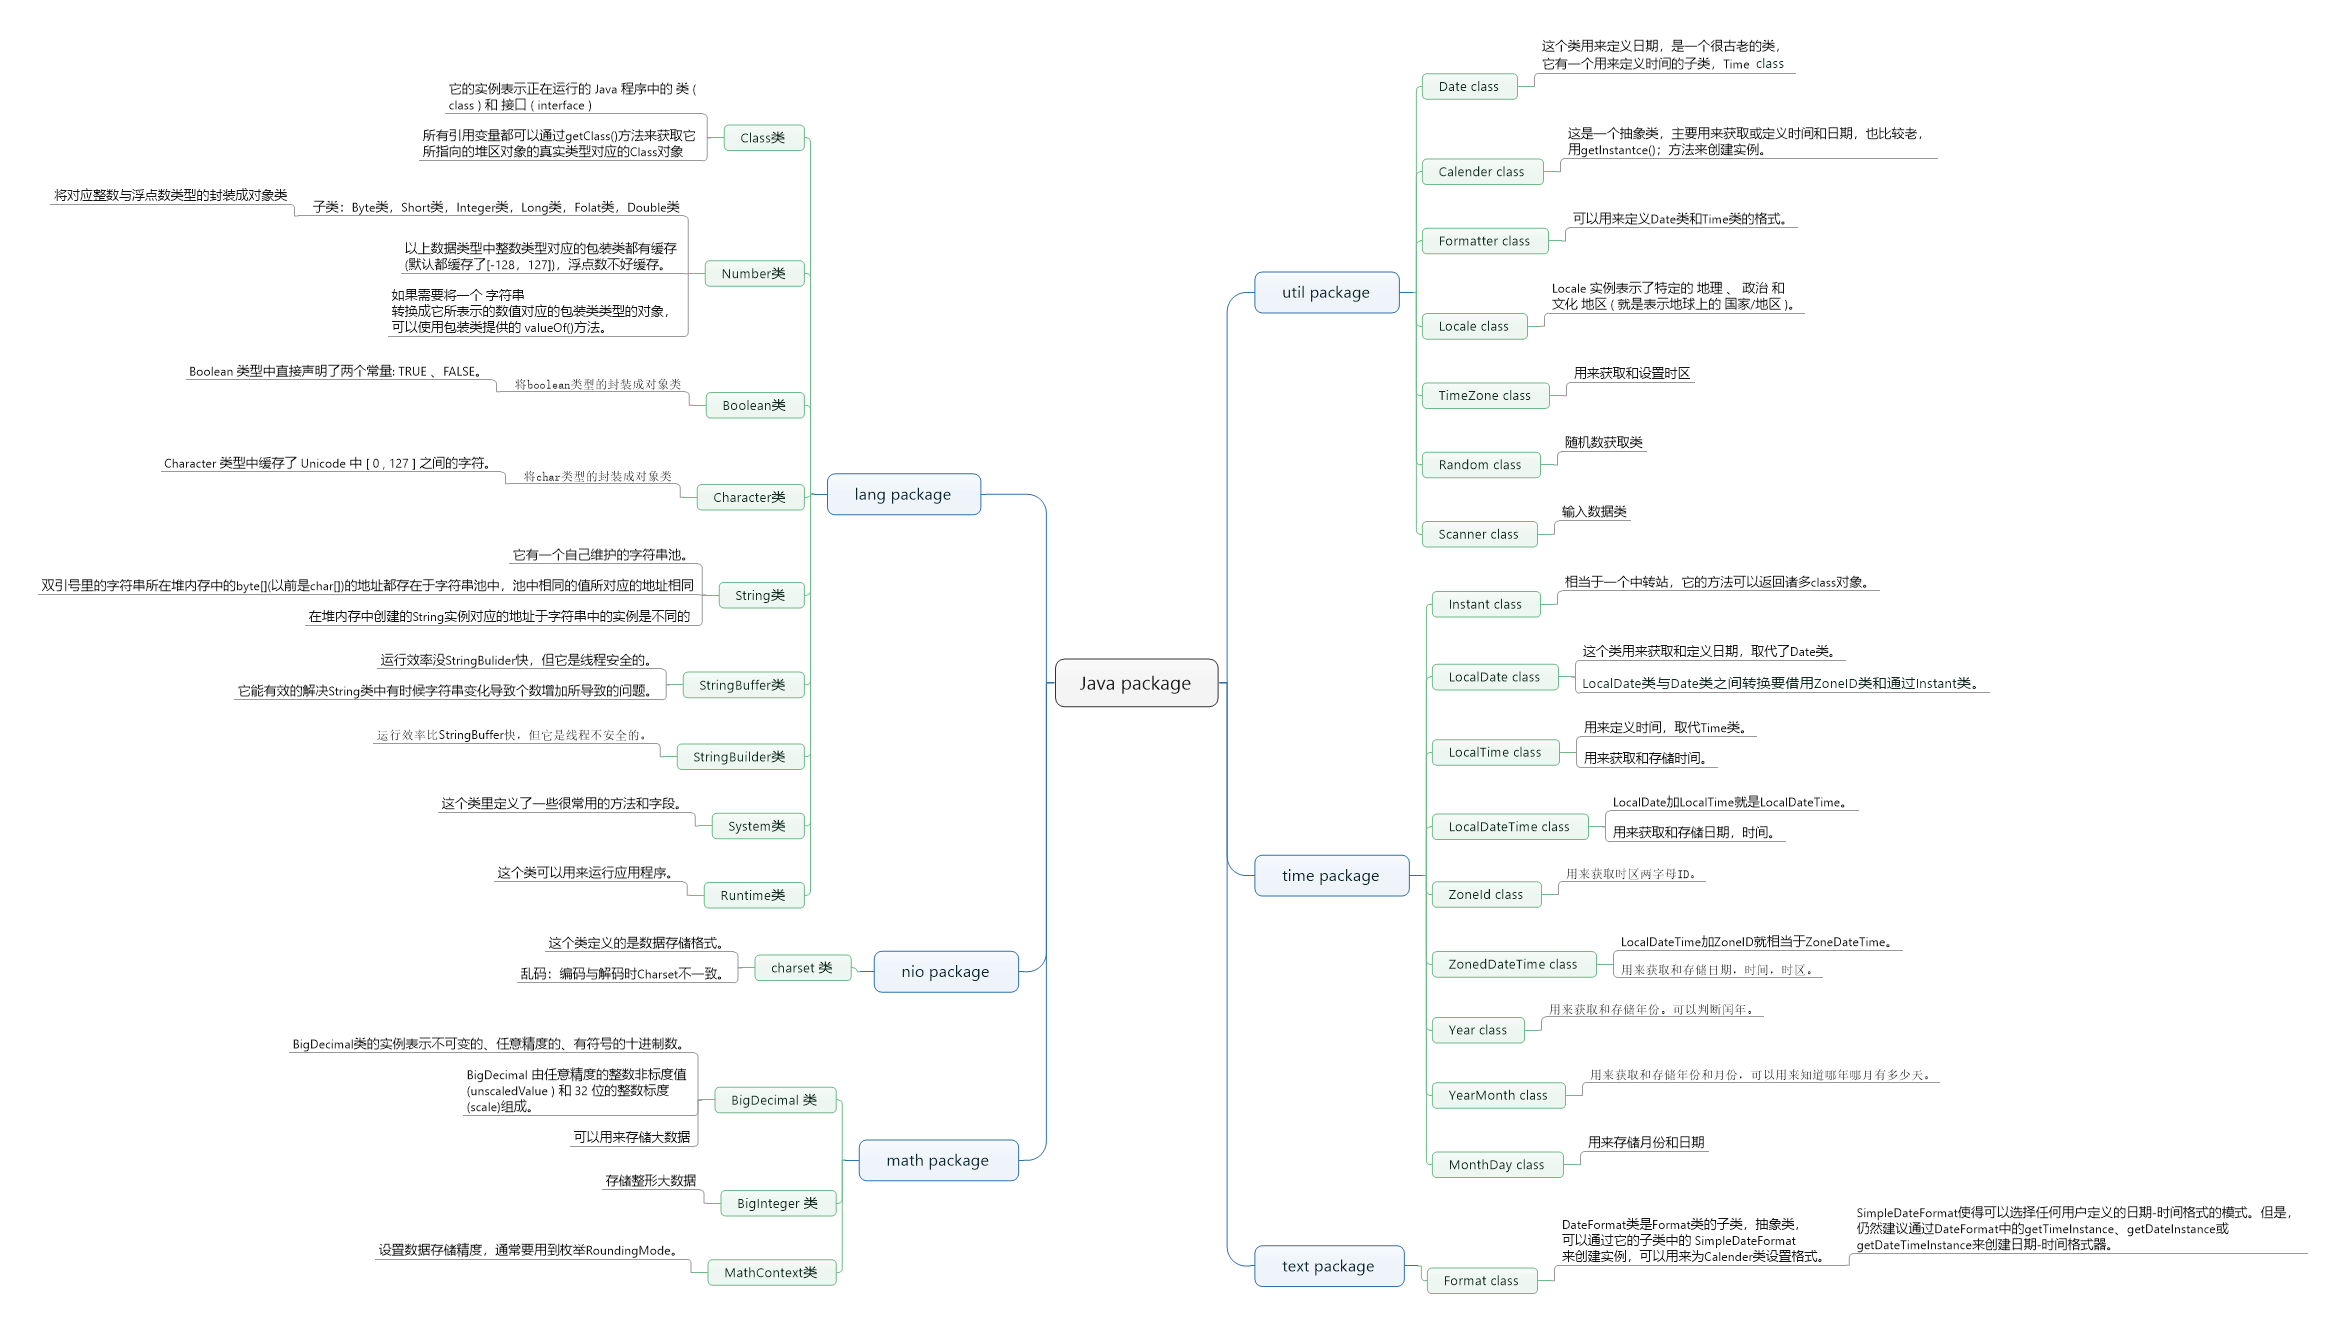 Java package
lang package
Class类
它的实例表示正在运行的 Java 程序中的 类 (
class ) 和 接口 ( interface )
所有引用变量都可以通过getClass()方法来获取它
所指向的堆区对象的真实类型对应的Class对象
Number类
子类：Byte类，Short类，Integer类，Long类，Folat类，Double类
将对应整数与浮点数类型的封装成对象类
以上数据类型中整数类型对应的包装类都有缓存
(默认都缓存了[-128，127])，浮点数不好缓存。
如果需要将一个 字符串
转换成它所表示的数值对应的包装类类型的对象，
可以使用包装类提供的 valueOf()方法。
Boolean类
将boolean类型的封装成对象类
Boolean 类型中直接声明了两个常量: TRUE 、FALSE。
Character类
将char类型的封装成对象类
Character 类型中缓存了 Unicode 中 [ 0 , 127 ] 之间的字符。
String类
它有一个自己维护的字符串池。
双引号里的字符串所在堆内存中的byte[](以前是char[])的地址都存在于字符串池中，池中相同的值所对应的地址相同
在堆内存中创建的String实例对应的地址于字符串中的实例是不同的
StringBuffer类
运行效率没StringBulider快，但它是线程安全的。
它能有效的解决String类中有时候字符串变化导致个数增加所导致的问题。
StringBuilder类
运行效率比StringBuffer快，但它是线程不安全的。
System类
这个类里定义了一些很常用的方法和字段。
Runtime类
这个类可以用来运行应用程序。
nio package
charset 类
这个类定义的是数据存储格式。
乱码：编码与解码时Charset不一致。
math package
BigDecimal 类
BigDecimal类的实例表示不可变的、任意精度的、有符号的十进制数。
BigDecimal 由任意精度的整数非标度值
(unscaledValue ) 和 32 位的整数标度
(scale)组成。
可以用来存储大数据
BigInteger 类
存储整形大数据
MathContext类
设置数据存储精度，通常要用到枚举RoundingMode。
util package
Date class
这个类用来定义日期，是一个很古老的类，
它有一个用来定义时间的子类，Time class
Calender class
这是一个抽象类，主要用来获取或定义时间和日期，也比较老，
用getInstantce()；方法来创建实例。
Formatter class
可以用来定义Date类和Time类的格式。
Locale class
Locale 实例表示了特定的 地理 、 政治 和
文化 地区 ( 就是表示地球上的 国家/地区 )。
TimeZone class
用来获取和设置时区
Random class
随机数获取类
Scanner class
输入数据类
time package
Instant class
相当于一个中转站，它的方法可以返回诸多class对象。
LocalDate class
这个类用来获取和定义日期，取代了Date类。
LocalDate类与Date类之间转换要借用ZoneID类和通过Instant类。
LocalTime class
用来定义时间，取代Time类。
用来获取和存储时间。
LocalDateTime class
LocalDate加LocalTime就是LocalDateTime。
用来获取和存储日期，时间。
ZoneId class
用来获取时区两字母ID。
ZonedDateTime class
LocalDateTime加ZoneID就相当于ZoneDateTime。
用来获取和存储日期，时间，时区。
Year class
用来获取和存储年份。可以判断闰年。
YearMonth class
用来获取和存储年份和月份，可以用来知道哪年哪月有多少天。
MonthDay class
用来存储月份和日期
text package
Format class
DateFormat类是Format类的子类，抽象类，
可以通过它的子类中的 SimpleDateFormat
来创建实例，可以用来为Calender类设置格式。
SimpleDateFormat使得可以选择任何用户定义的日期-时间格式的模式。但是，
仍然建议通过DateFormat中的getTimeInstance、getDateInstance或
getDateTimeInstance来创建日期-时间格式器。